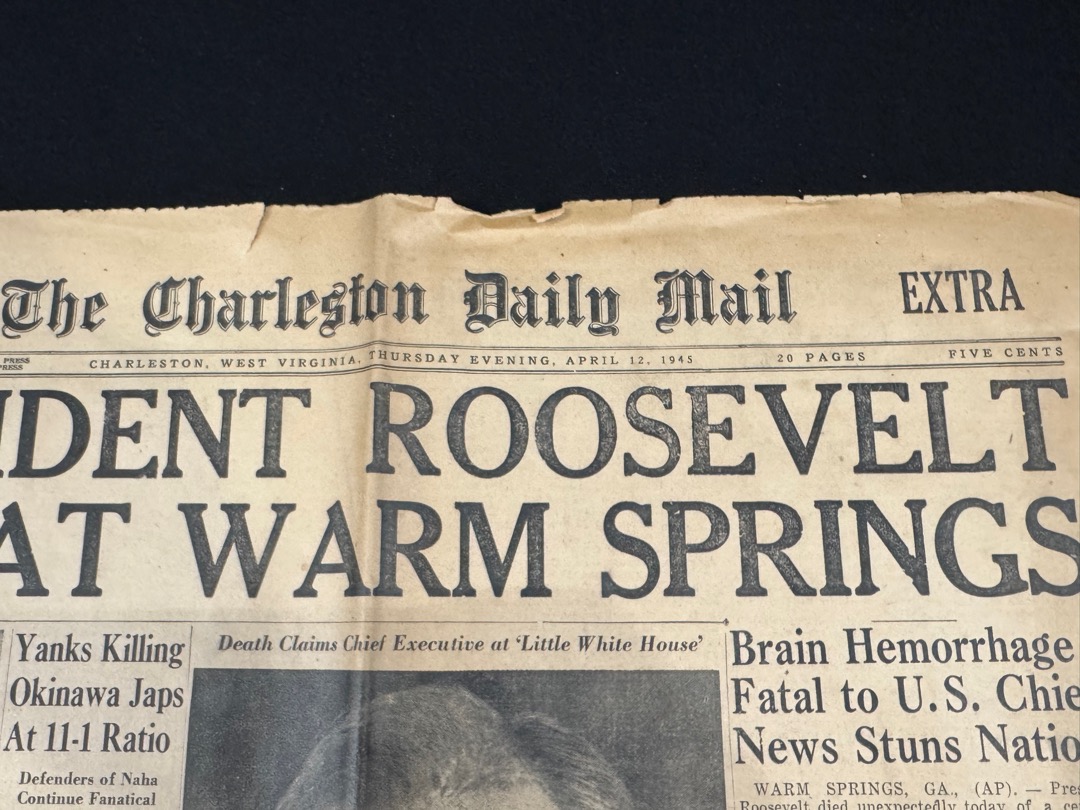 The Charleston Daily Mail
EXTRA
PRESS
PRESS
CHARLESTON, WEST VIRGINIA, THURSDAY EVENING, APRIL 12, 1945
20 PAGES
FIVE CENTS
IDENT ROOSEVELT
AT WARM SPRINGS
Yanks Killing
Okinawa Japs
At 11-1 Ratio
Defenders of Naha
Continue Fanatical
Death Claims Chief Executive at ‘Little White House’
Brain Hemorrhage
Fatal to U. S. Chie
News Stuns Natio
WARM SPRINGS, GA., (AP). — Pres
Roosevelt died unexpectedly today of a